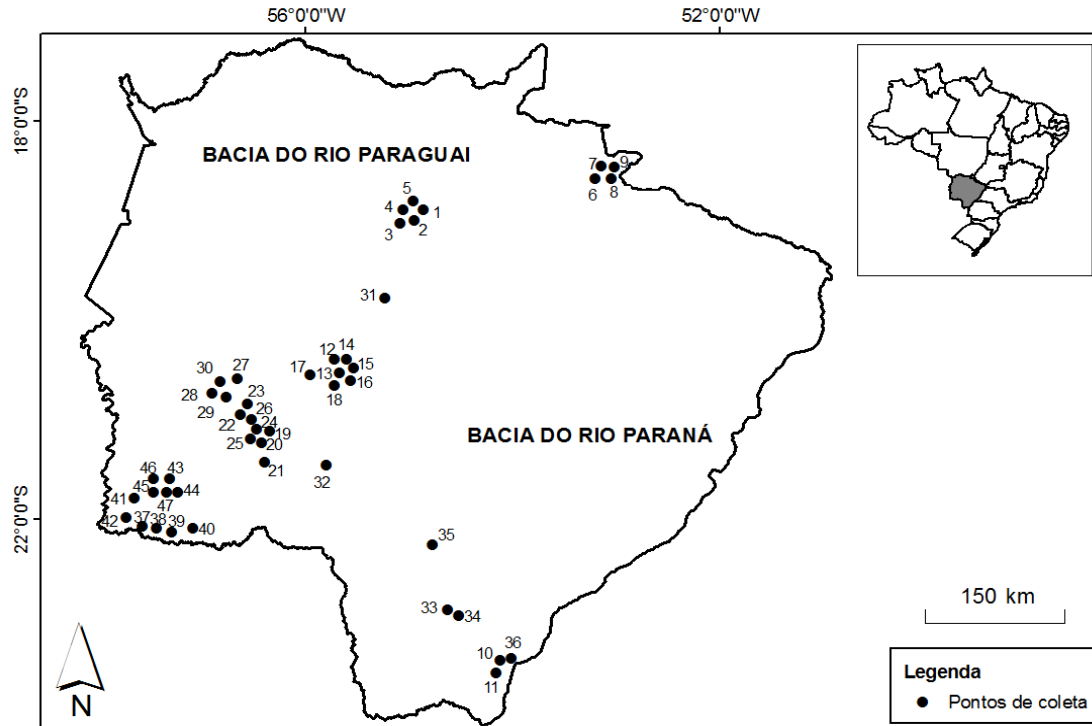 56°0'0"W 52°0'0"W
18°0'0"S
BACIA DO RIO PARAGUAI
7 9
6 8
5
4 1
3 2
31
12 14
17 13 15
16
18
30 27
28 23
29 22 26
24 19
25 20
21
BACIA DO RIO PARANÁ
32
46 43
45 44
41 47
42 37 38 39 40
22°0'0"S
35
33 34
10 36
11
150 km
N
Legenda
Pontos de coleta